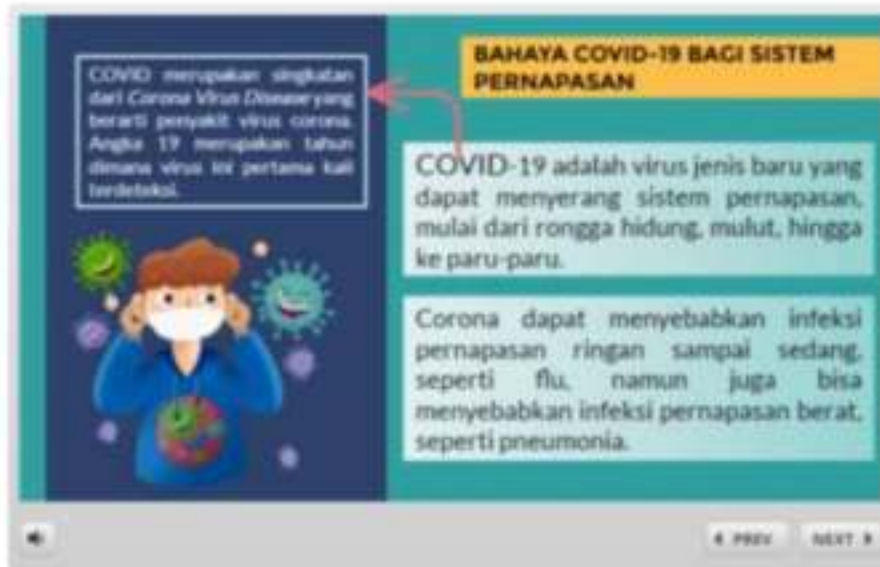 BAHAYA COVID-19 BAGI SISTEM
PERNAPASAN
COVID merupakan singkatan
dari Corona Virus Disease yang
berarti penyakit virus corona.
Angka 19 merupakan tahun
dimana virus ini pertama kali
terdeteksi.
COVID-19 adalah virus jenis baru yang
dapat menyerang sistem pernapasan,
mulai dari rongga hidung, mulut, hingga
ke paru-paru.
Corona dapat menyebabkan infeksi
pernapasan ringan sampai sedang,
seperti flu, namun juga bisa
menyebabkan infeksi pernapasan berat,
seperti pneumonia.
PREV NEXT